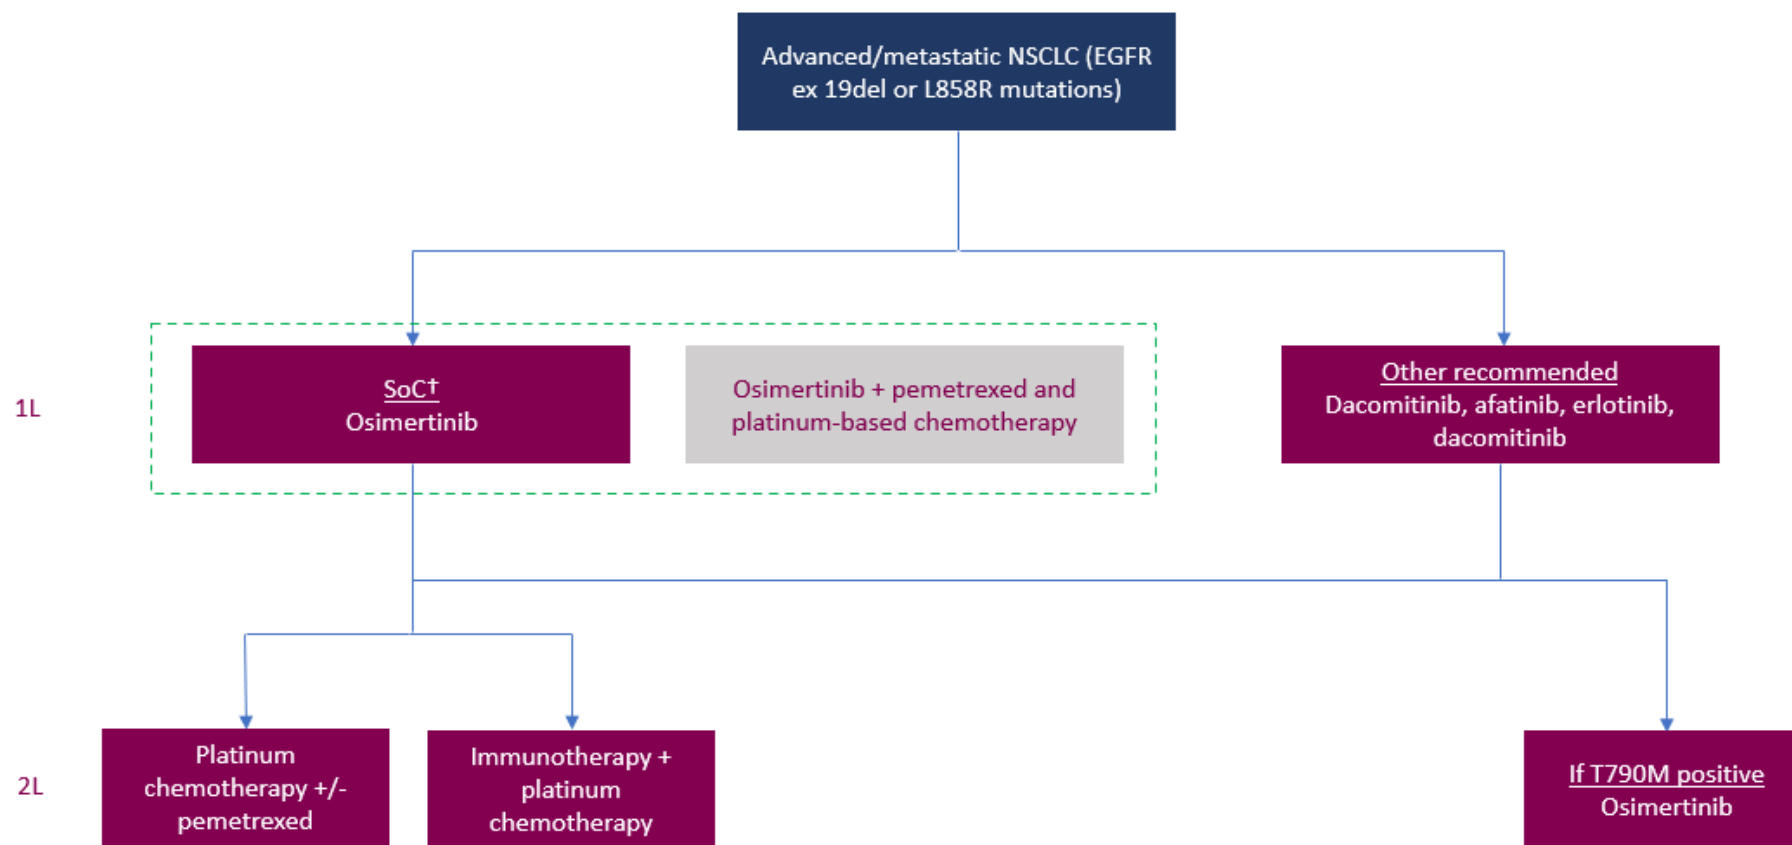 Advanced/metastatic NSCLC (EGFR
ex 19del or L858R mutations)
1L
SoC†
Osimertinib
Osimertinib + pemetrexed and
platinum-based chemotherapy
Other recommended
Dacomitinib, afatinib, erlotinib,
dacomitinib
2L
Platinum
chemotherapy +/-
pemetrexed
Immunotherapy +
platinum
chemotherapy
If T790M positive
Osimertinib